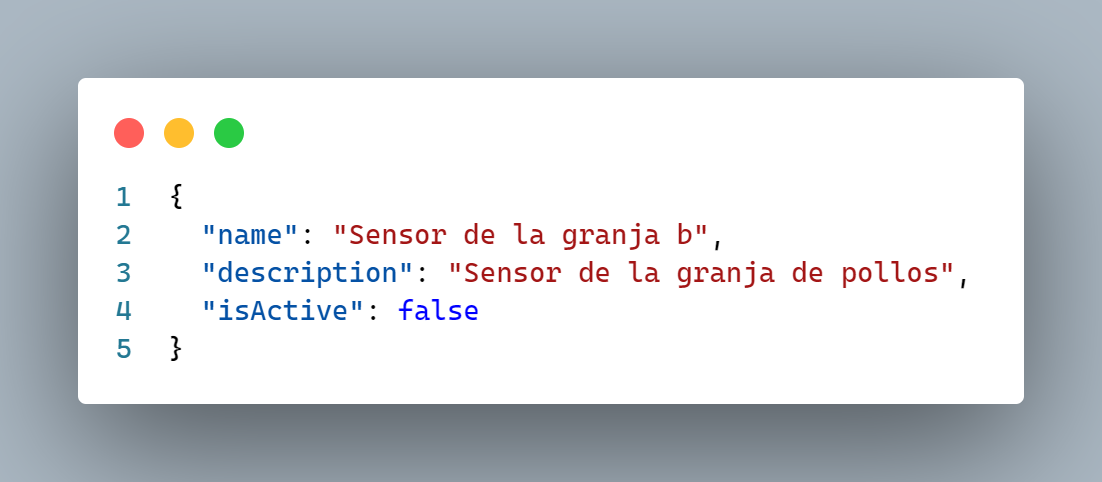 1 {
2   "name": "Sensor de la granja b",
3   "description": "Sensor de la granja de pollos",
4   "isActive": false
5 }